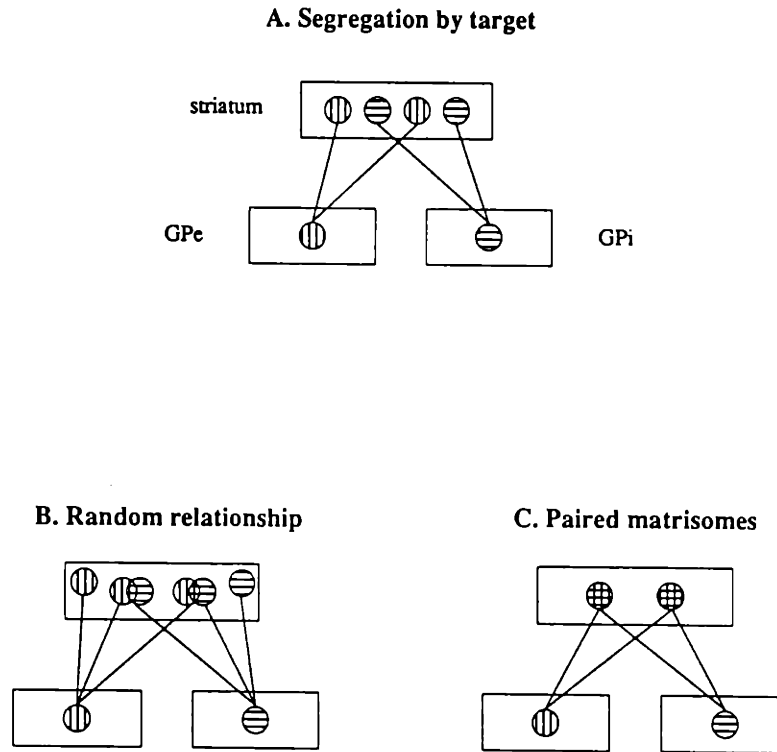 A. Segregation by target
striatum
GPe
GPi
B. Random relationship
C. Paired matrisomes